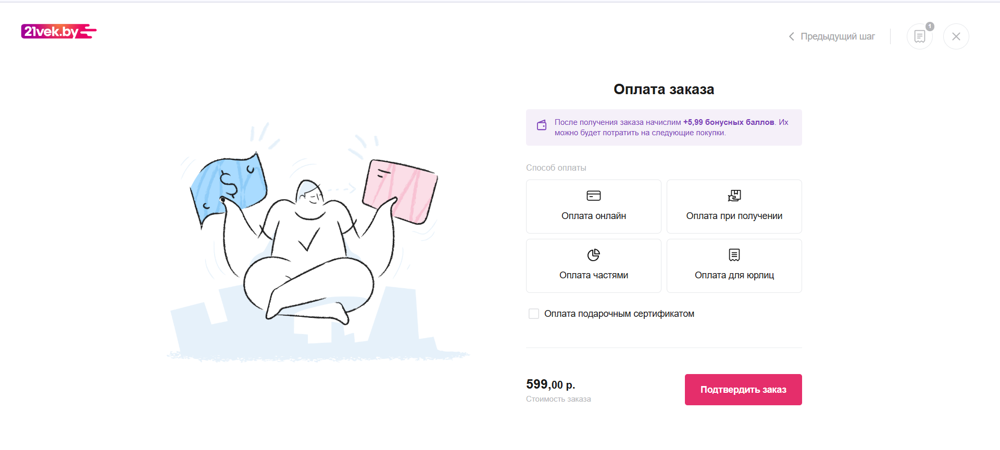 21vek.by
Предыдущий шаг
1
Оплата заказа
После получения заказа начислим +5,99 бонусных баллов. Их
можно будет потратить на следующие покупки.
Способ оплаты
Оплата онлайн
Оплата при получении
Оплата частями
Оплата для юрлиц
Оплата подарочным сертификатом
599,00 р.
Стоимость заказа
Подтвердить заказ